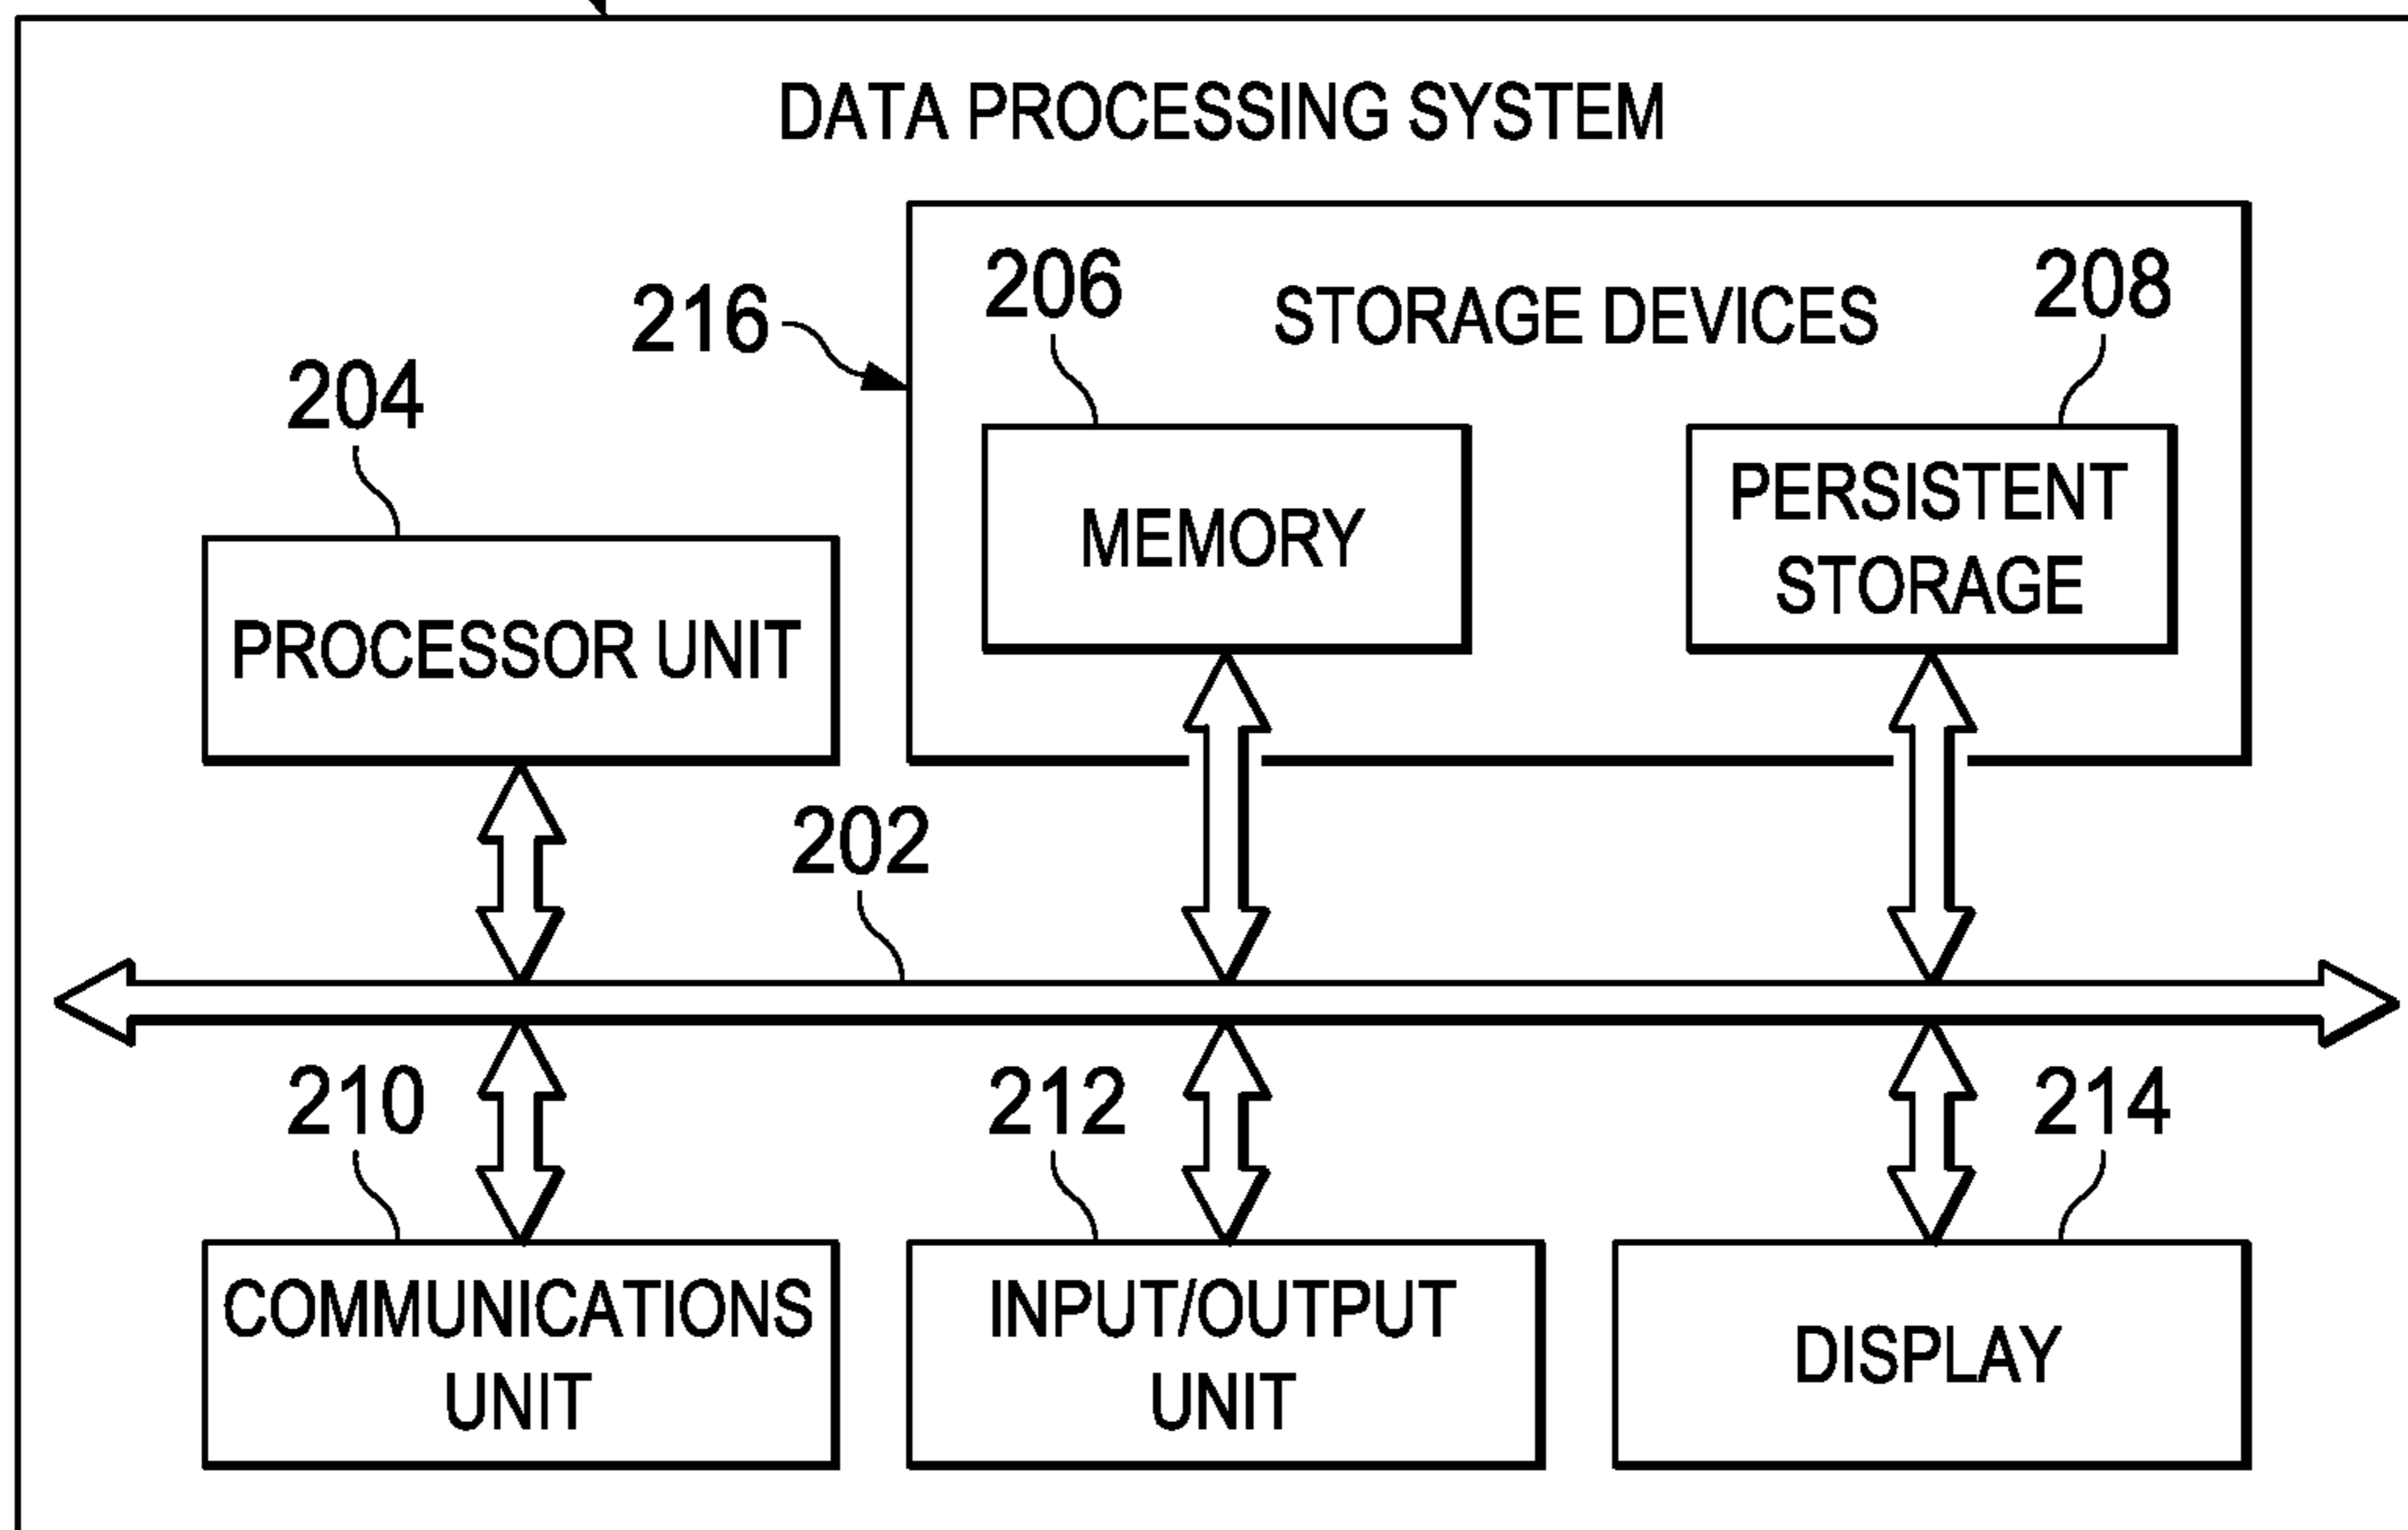 DATA PROCESSING SYSTEM
216
206
STORAGE DEVICES
208
204
MEMORY
PERSISTENT
STORAGE
PROCESSOR UNIT
202
210
212
214
COMMUNICATIONS
UNIT
INPUT/OUTPUT
UNIT
DISPLAY